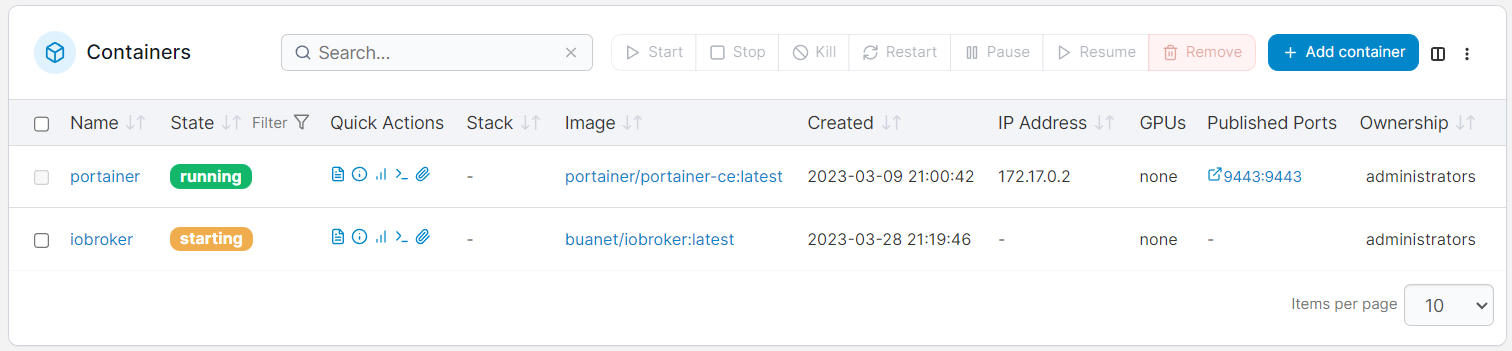 Containers Search... Start Stop Kill Restart Pause Resume Remove + Add container
Name State Filter Quick Actions Stack Image Created IP Address GPUs Published Ports Ownership
portainer running - portainer/portainer-ce:latest 2023-03-09 21:00:42 172.17.0.2 none 9443:9443 administrators
iobroker starting - buanet/iobroker:latest 2023-03-28 21:19:46 - none - administrators
Items per page 10